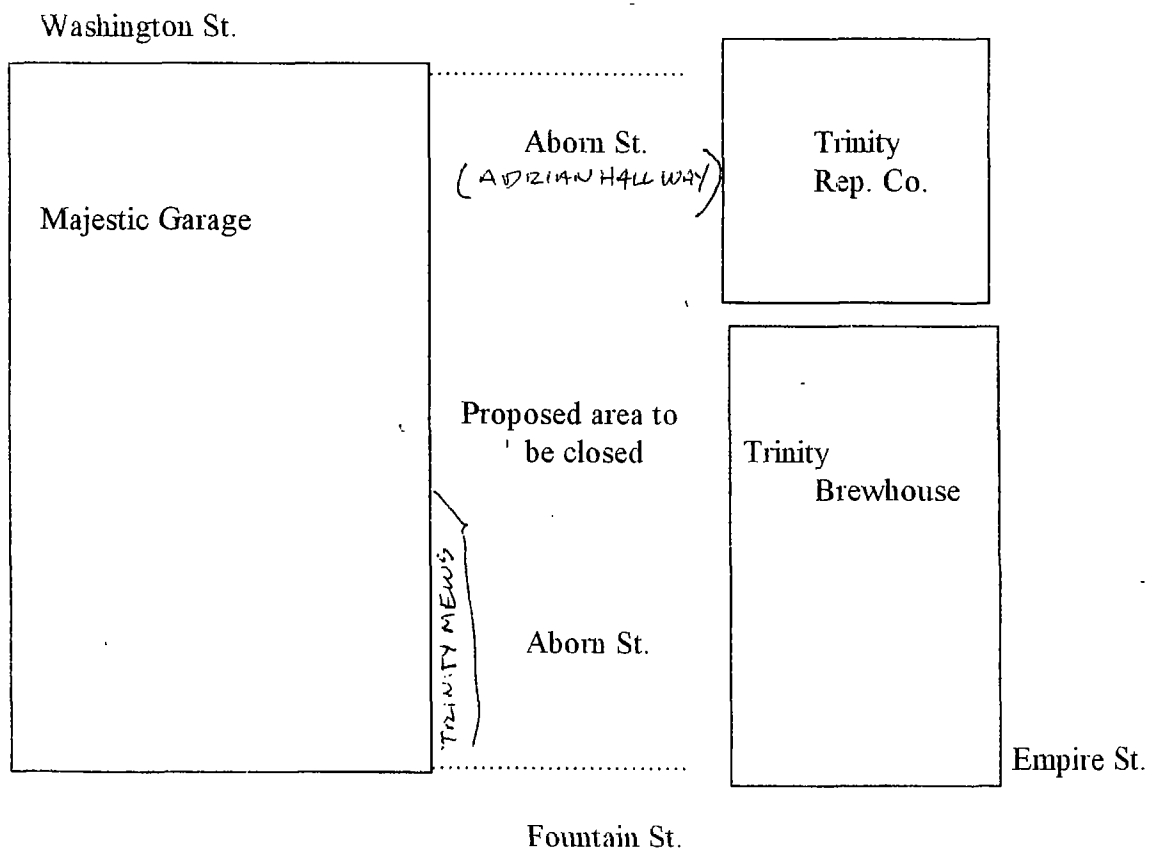 Washington St.
Aborn St.
(ADRIAN HALL WAY)
Trinity
Rep. Co.
Majestic Garage
Proposed area to
be closed
Trinity
Brewhouse
TRINITY MEWS
Aborn St.
Empire St.
Fountain St.